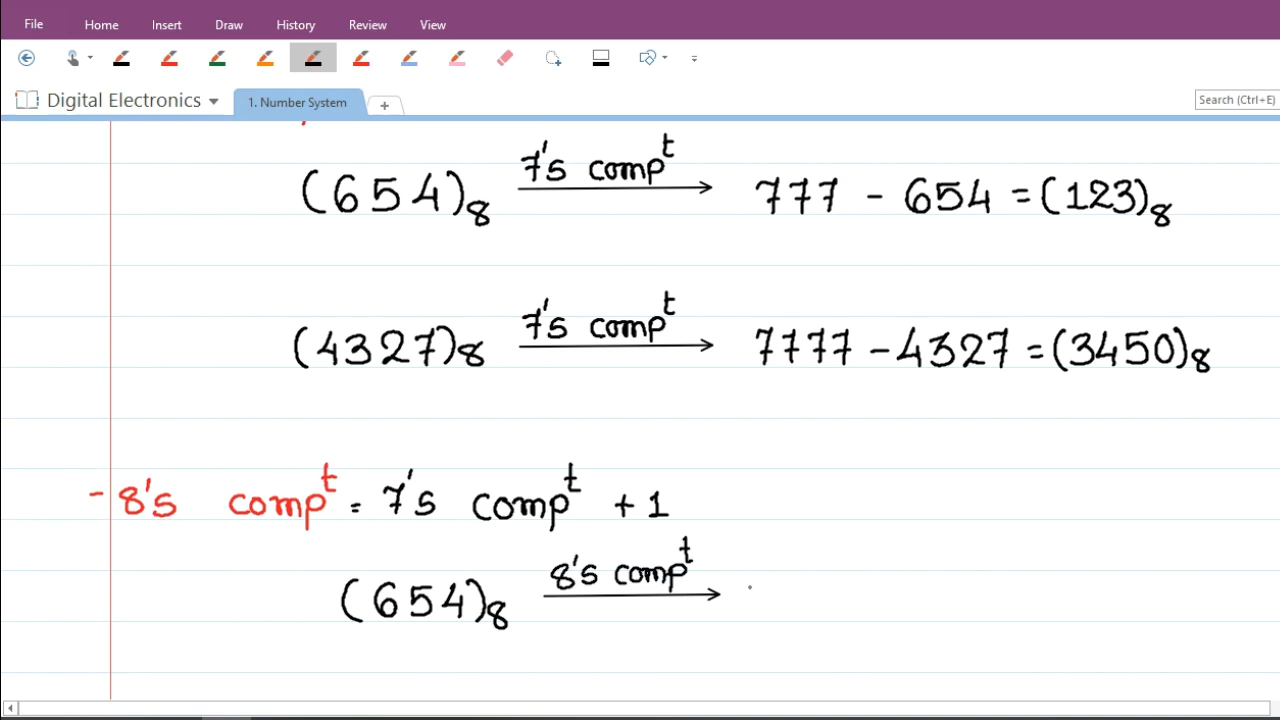 File Home Insert Draw History Review View
Digital Electronics 1. Number System + Search (Ctrl+E)
(654)₈ 7's compᵗ → 777 - 654 = (123)₈
(4327)₈ 7's compᵗ → 7777 - 4327 = (3450)₈
- 8's compᵗ = 7's compᵗ + 1
(654)₈ 8's compᵗ →